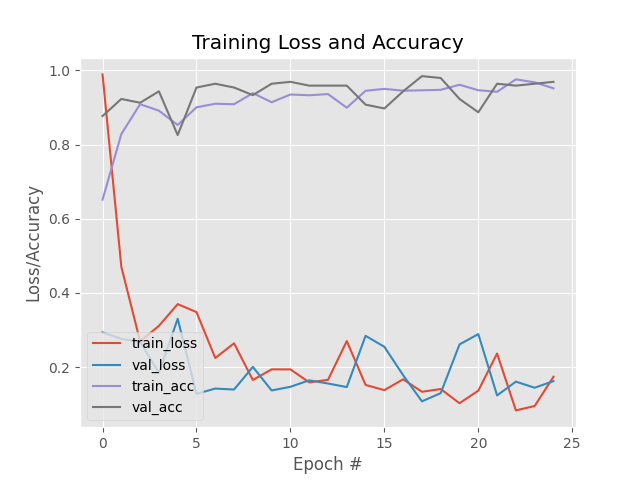 Training Loss and Accuracy
1.0
0.8
0.6
0.4
0.2
Loss/Accuracy
train_loss
val_loss
train_acc
val_acc
0
5
10
15
20
25
Epoch #